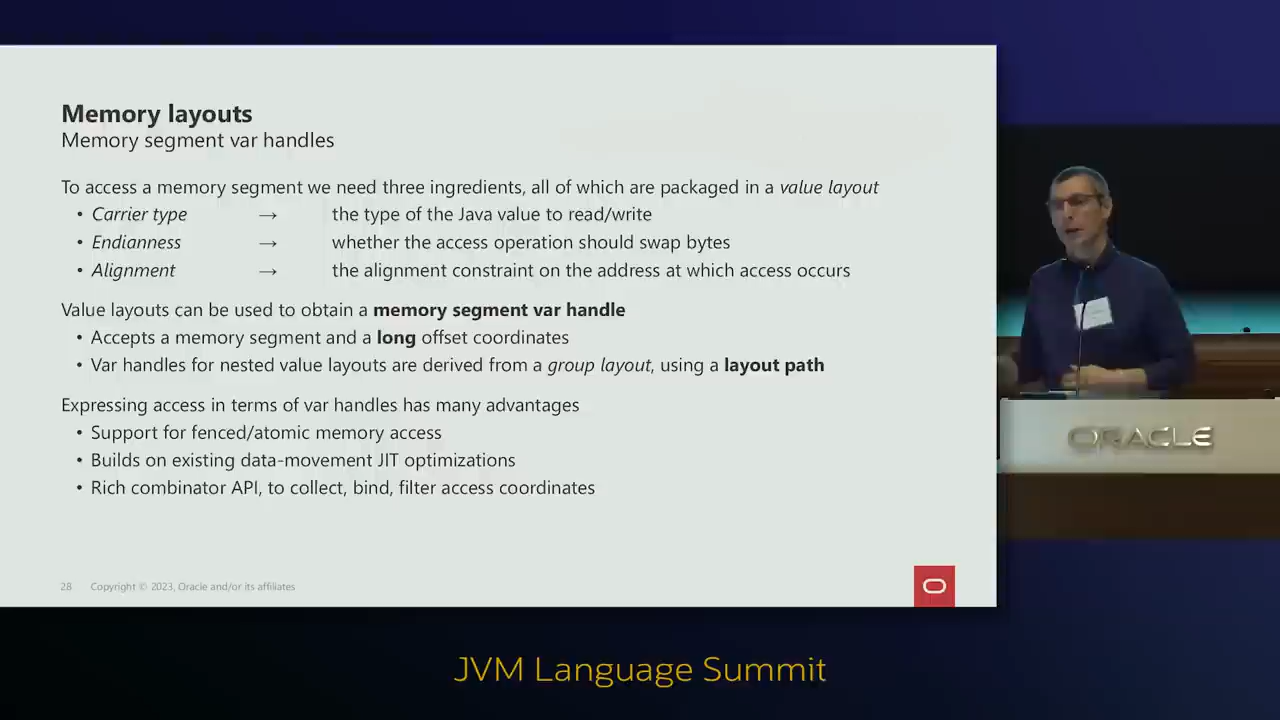 Memory layouts
Memory segment var handles
To access a memory segment we need three ingredients, all of which are packaged in a value layout
• Carrier type → the type of the Java value to read/write
• Endianness → whether the access operation should swap bytes
• Alignment → the alignment constraint on the address at which access occurs
Value layouts can be used to obtain a memory segment var handle
• Accepts a memory segment and a long offset coordinates
• Var handles for nested value layouts are derived from a group layout, using a layout path
Expressing access in terms of var handles has many advantages
• Support for fenced/atomic memory access
• Builds on existing data-movement JIT optimizations
• Rich combinator API, to collect, bind, filter access coordinates
28 Copyright © 2023, Oracle and/or its affiliates
ORACLE
JVM Language Summit